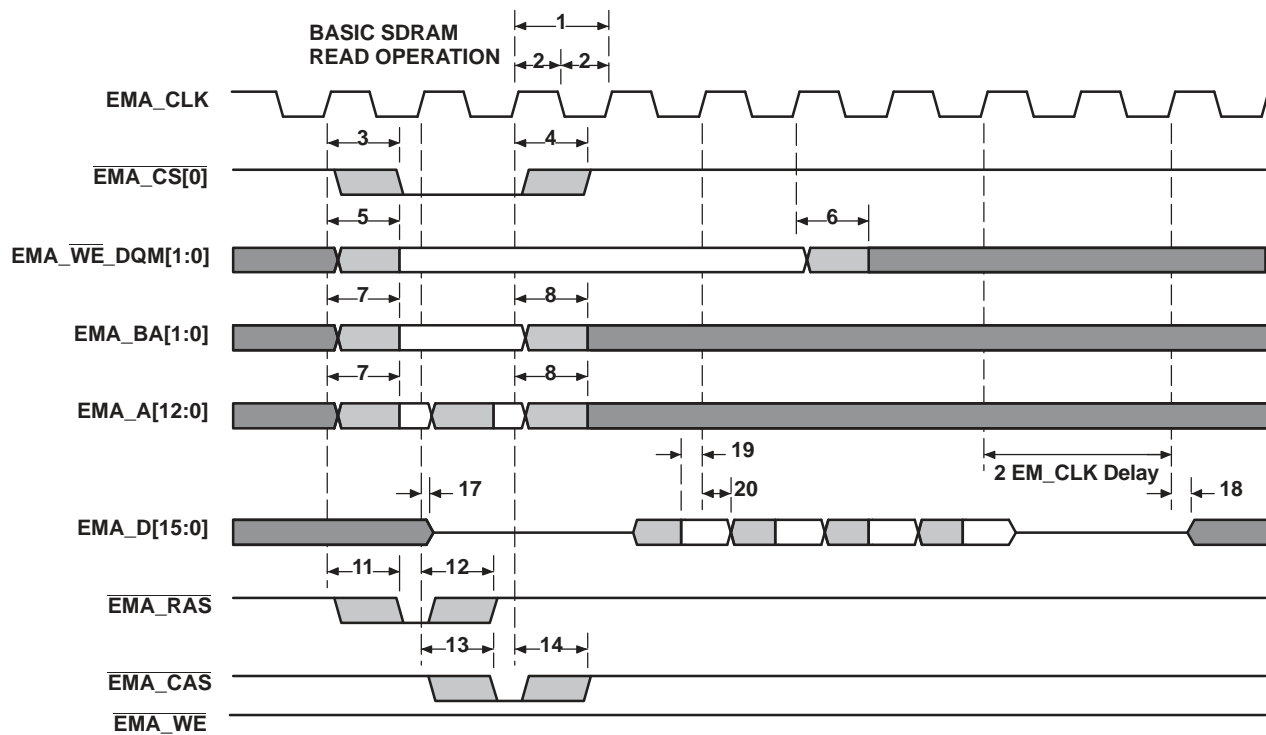 BASIC SDRAM
READ OPERATION
1
2 2
EMA_CLK
3 4
EMA_CS[0]
5 6
EMA_WE_DQM[1:0]
7 8
EMA_BA[1:0]
7 8
EMA_A[12:0]
19
2 EM_CLK Delay
17 20 18
EMA_D[15:0]
11 12
EMA_RAS
13 14
EMA_CAS
EMA_WE